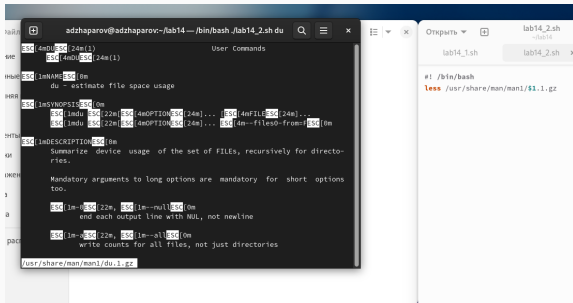 adzhaparov@adzhaparov:~/lab14 — /bin/bash ./lab14_2.sh du
ESC[4mDUESC[24m(1) User Commands
ESC[4mDUESC[24m(1)
ESC[1mNAMEESC[0m
du - estimate file space usage
ESC[1mSYNOPSISESC[0m
ESC[1mdu ESC[22m[ESC[4mOPTIONESC[24m]... [ESC[4mFILEESC[24m]...
ESC[1mdu ESC[22m[ESC[4mOPTIONESC[24m]... ESC[4m--files0-from=FESC[0m
ESC[1mDESCRIPTIONESC[0m
Summarize device usage of the set of FILEs, recursively for directo-
ries.
Mandatory arguments to long options are mandatory for short options
too.
ESC[1m-0ESC[22m, ESC[1m--nullESC[0m
end each output line with NUL, not newline
ESC[1m-aESC[22m, ESC[1m--allESC[0m
write counts for all files, not just directories
/usr/share/man/man1/du.1.gz
Открыть
lab14_2.sh
~/lab14
lab14_1.sh
lab14_2.sh
#! /bin/bash
less /usr/share/man/man1/$1.1.gz